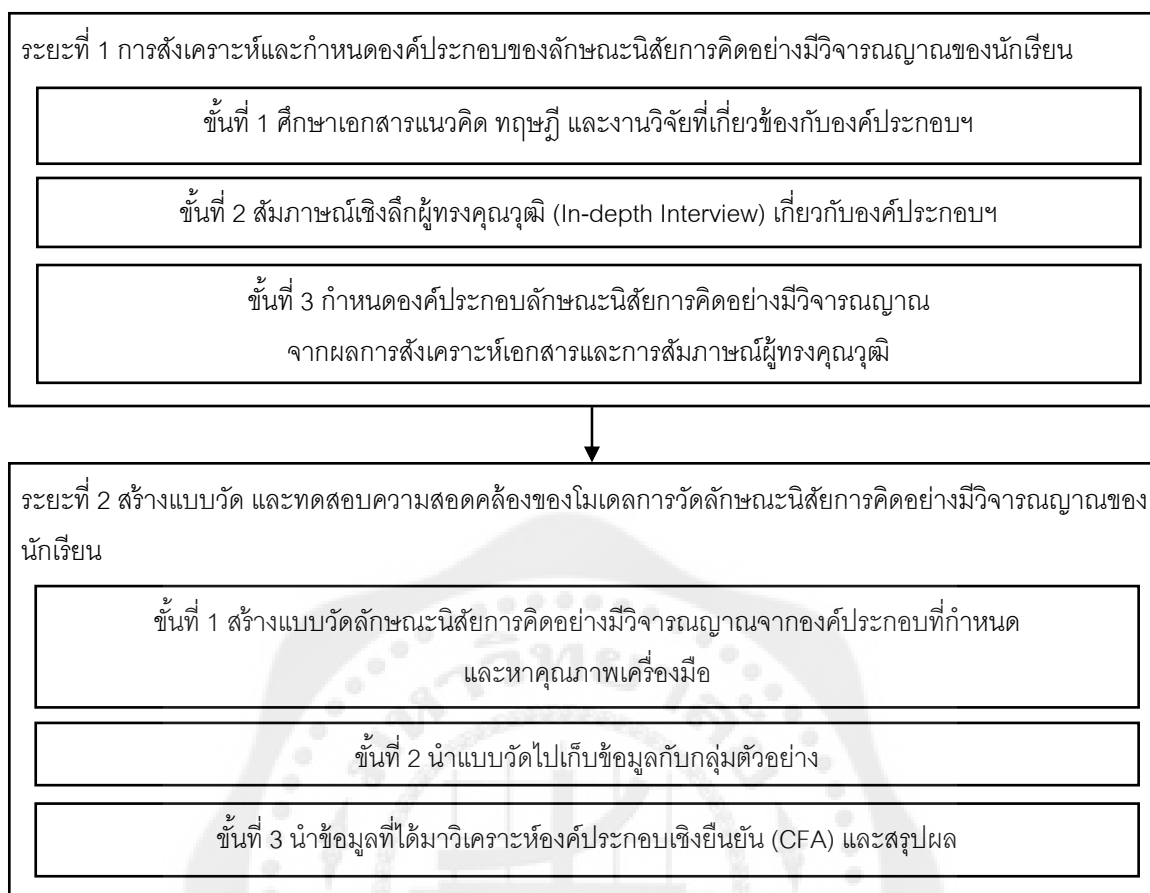 ระยะที่ 1 การสังเคราะห์และกำหนดองค์ประกอบของลักษณะนิสัยการคิดอย่างมีวิจารณญาณของนักเรียน
ขั้นที่ 1 ศึกษาเอกสารแนวคิด ทฤษฎี และงานวิจัยที่เกี่ยวข้องกับองค์ประกอบฯ
ขั้นที่ 2 สัมภาษณ์เชิงลึกผู้ทรงคุณวุฒิ (In-depth Interview) เกี่ยวกับองค์ประกอบฯ
ขั้นที่ 3 กำหนดองค์ประกอบลักษณะนิสัยการคิดอย่างมีวิจารณญาณ
จากผลการสังเคราะห์เอกสารและการสัมภาษณ์ผู้ทรงคุณวุฒิ
ระยะที่ 2 สร้างแบบวัด และทดสอบความสอดคล้องของโมเดลการวัดลักษณะนิสัยการคิดอย่างมีวิจารณญาณของ
นักเรียน
ขั้นที่ 1 สร้างแบบวัดลักษณะนิสัยการคิดอย่างมีวิจารณญาณจากองค์ประกอบที่กำหนด
และหาคุณภาพเครื่องมือ
ขั้นที่ 2 นำแบบวัดไปเก็บข้อมูลกับกลุ่มตัวอย่าง
ขั้นที่ 3 นำข้อมูลที่ได้มาวิเคราะห์องค์ประกอบเชิงยืนยัน (CFA) และสรุปผล